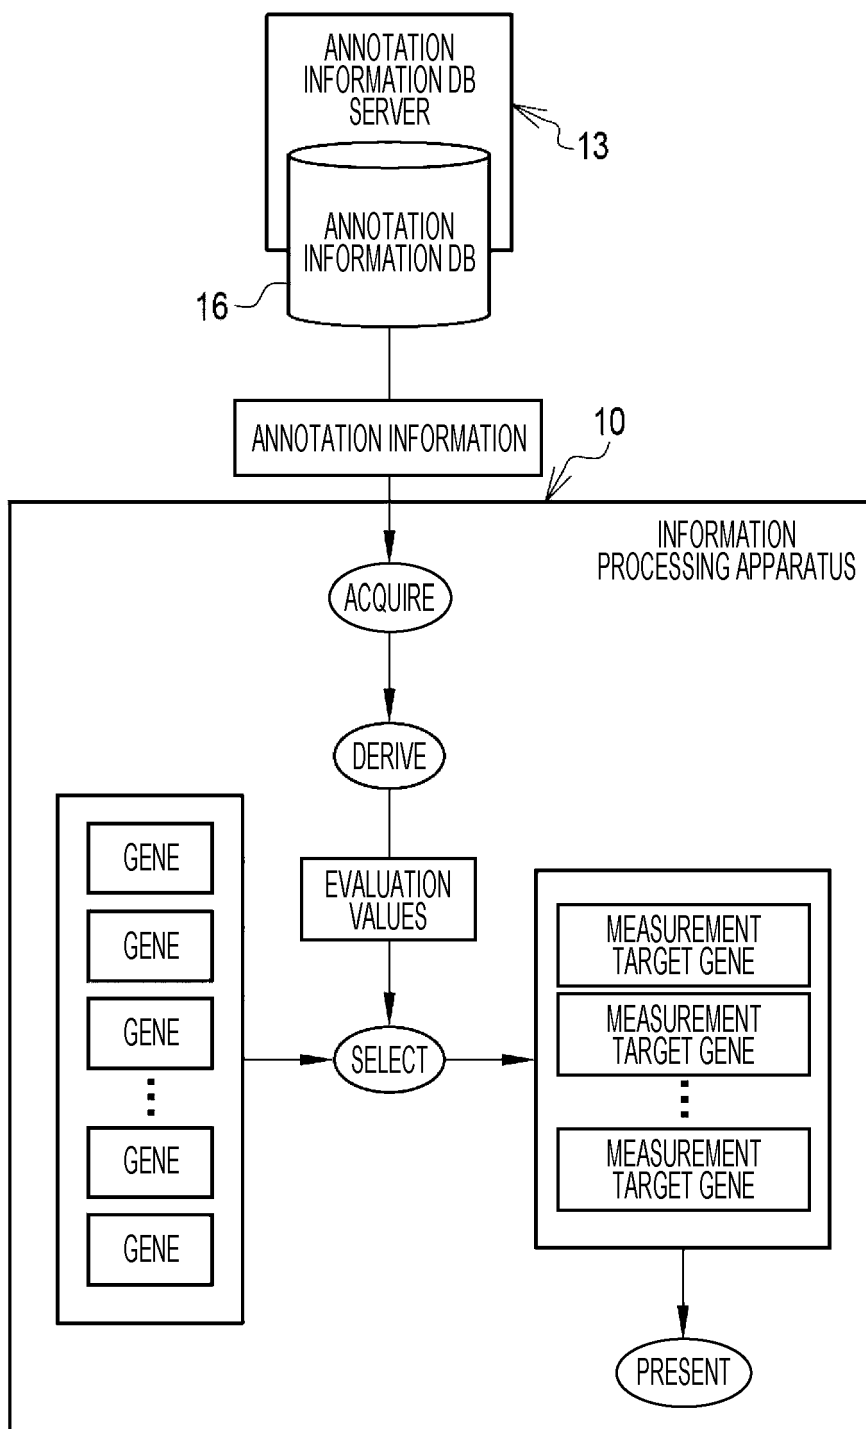 ANNOTATION
INFORMATION DB
SERVER
13
ANNOTATION
INFORMATION DB
16
ANNOTATION INFORMATION
10
INFORMATION
PROCESSING APPARATUS
ACQUIRE
DERIVE
GENE
GENE
GENE
GENE
GENE
EVALUATION
VALUES
SELECT
MEASUREMENT
TARGET GENE
MEASUREMENT
TARGET GENE
MEASUREMENT
TARGET GENE
PRESENT